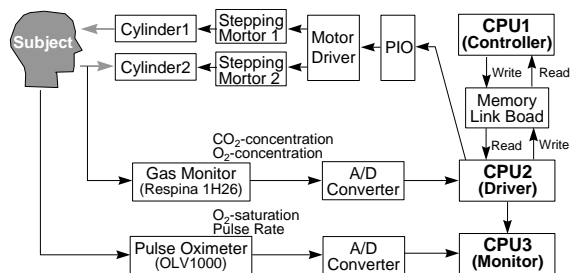 Subject
Cylinder1
Stepping
Mortor 1
Motor
Driver
PIO
CPU1
(Controller)
Cylinder2
Stepping
Mortor 2
Write
Read
Memory
Link Boad
Read
Write
CO₂-concentration
O₂-concentration
Gas Monitor
(Respina 1H26)
A/D
Converter
CPU2
(Driver)
O₂-saturation
Pulse Rate
Pulse Oximeter
(OLV1000)
A/D
Converter
CPU3
(Monitor)